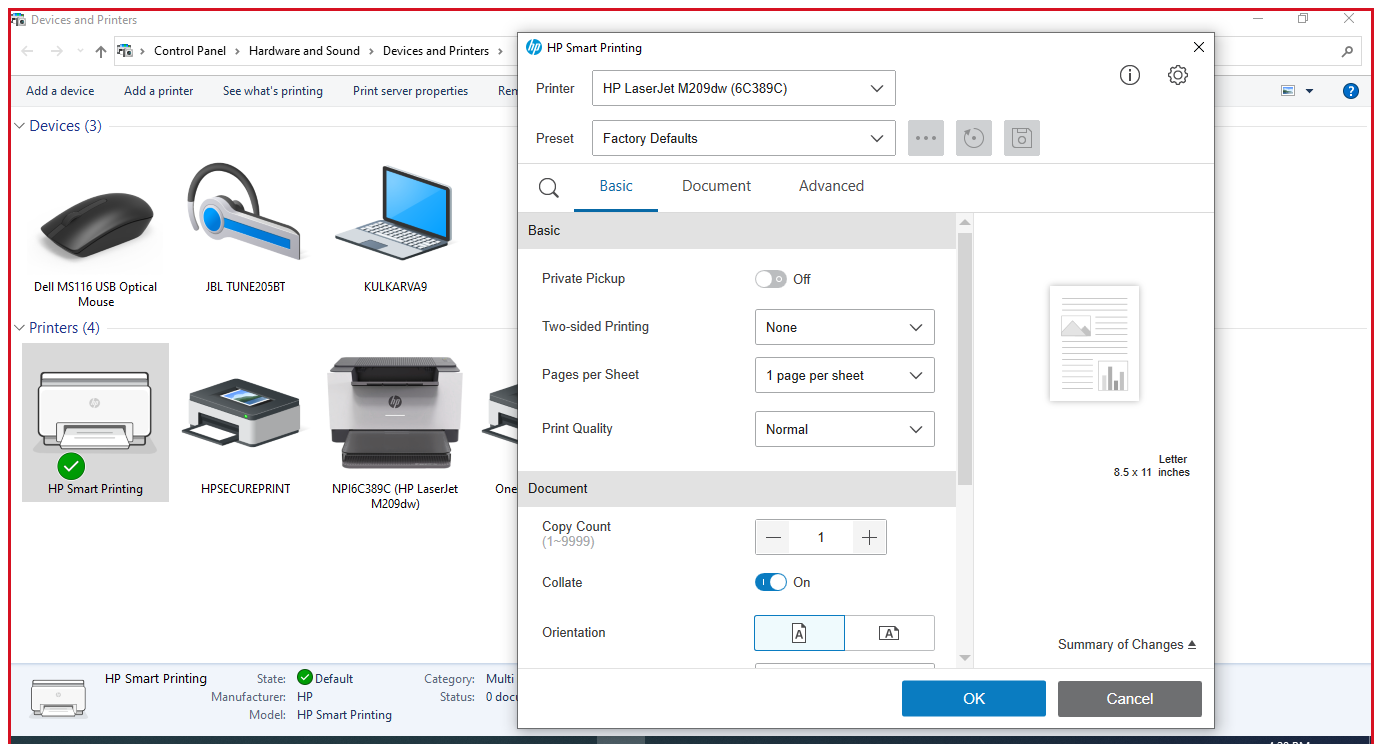 Devices and Printers
Control Panel > Hardware and Sound > Devices and Printers >
Add a device Add a printer See what's printing Print server properties Ren
Devices (3)
Dell MS116 USB Optical
Mouse
JBL TUNE205BT
KULKARVA9
Printers (4)
HP Smart Printing
HPSECUREPRINT
NPI6C389C (HP LaserJet
M209dw)
One
HP Smart Printing
State: Default
Category: Multi
Manufacturer: HP
Status: 0 docu
Model: HP Smart Printing
HP Smart Printing
Printer HP LaserJet M209dw (6C389C)
Preset Factory Defaults
Basic Document Advanced
Basic
Private Pickup Off
Two-sided Printing None
Pages per Sheet 1 page per sheet
Print Quality Normal
Document
Copy Count 1
(1~9999)
Collate On
Orientation
Letter
8.5 x 11 inches
Summary of Changes
OK Cancel